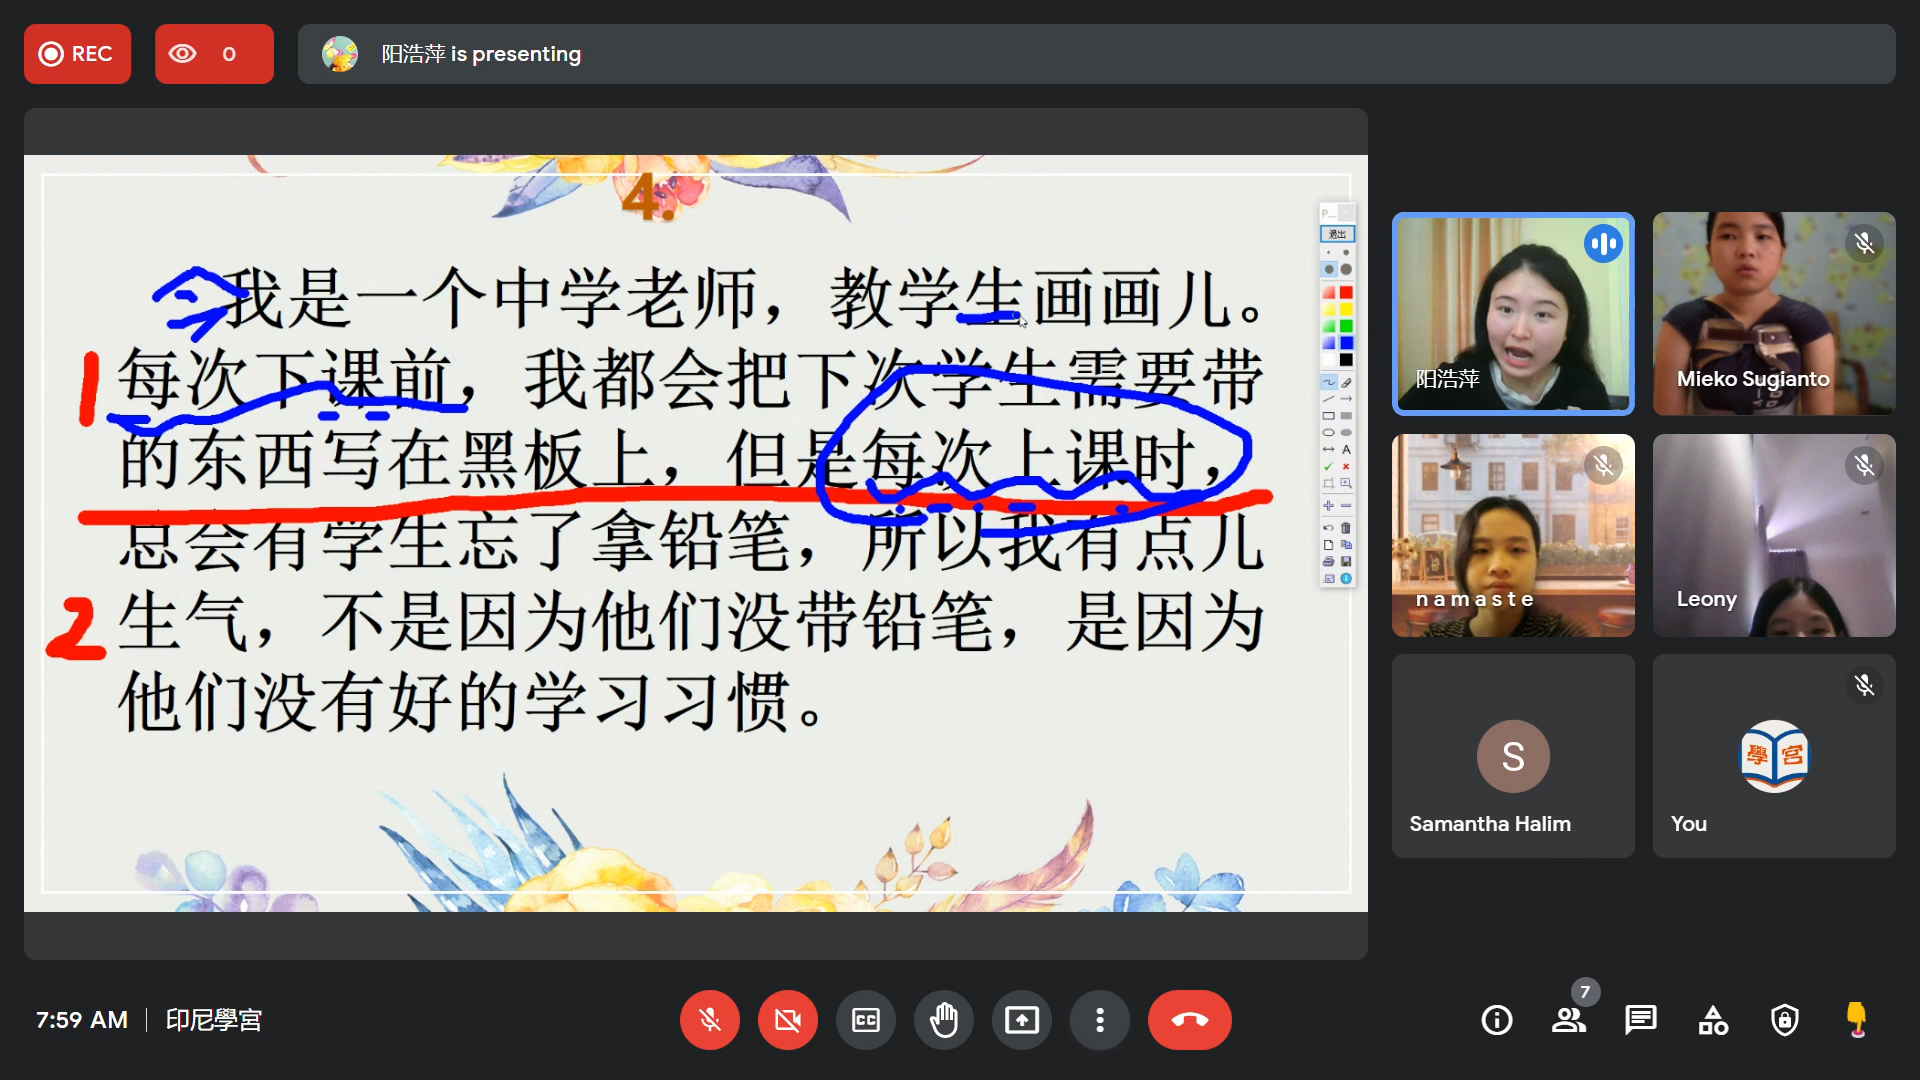 REC
0
阳浩萍 is presenting
4.
今我是一个中学老师，教学生画画儿。
1
每次下课前，我都会把下次学生需要带
的东西写在黑板上，但是每次上课时，
总会有学生忘了拿铅笔，所以我有点儿
2
生气，不是因为他们没带铅笔，是因为
他们没有好的学习习惯。
P...
退出
A
阳浩萍
Mieko Sugianto
namaste
Leony
S
Samantha Halim
學宮
You
7:59 AM
印尼學宮
CC
7